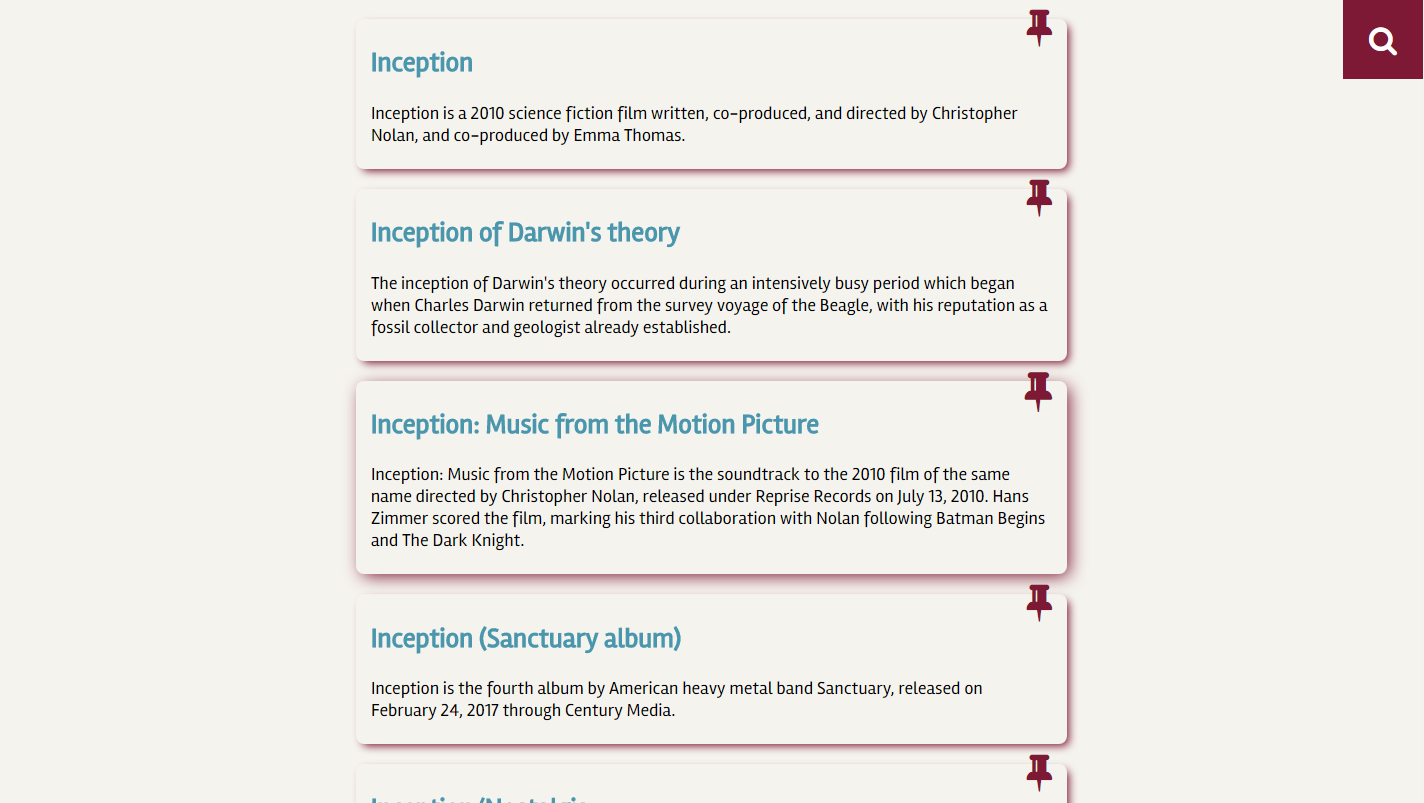 Inception
Inception is a 2010 science fiction film written, co-produced, and directed by Christopher
Nolan, and co-produced by Emma Thomas.
Inception of Darwin's theory
The inception of Darwin's theory occurred during an intensively busy period which began
when Charles Darwin returned from the survey voyage of the Beagle, with his reputation as a
fossil collector and geologist already established.
Inception: Music from the Motion Picture
Inception: Music from the Motion Picture is the soundtrack to the 2010 film of the same
name directed by Christopher Nolan, released under Reprise Records on July 13, 2010. Hans
Zimmer scored the film, marking his third collaboration with Nolan following Batman Begins
and The Dark Knight.
Inception (Sanctuary album)
Inception is the fourth album by American heavy metal band Sanctuary, released on
February 24, 2017 through Century Media.
Inception